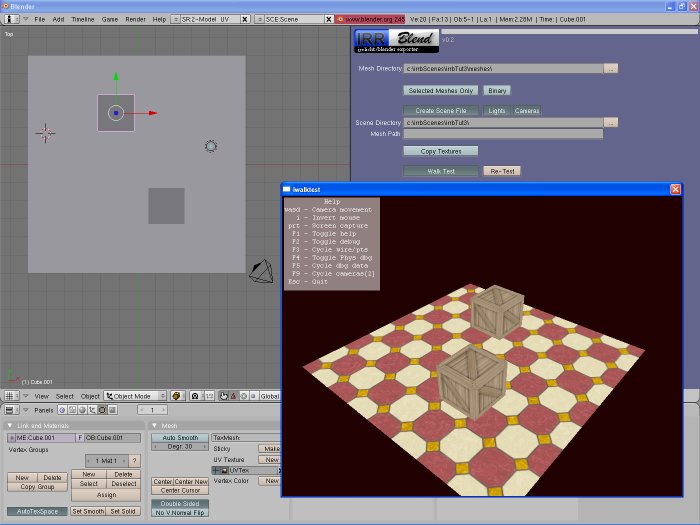 Blender
File Add Timeline Game Render Help SR:2-Model UV SCE:Scene www.blender.org 245 Ve:20 | Fa:13 | Ob:5-1 | La:1 | Mem:2.28M | Time: | Cube.001
Top
IRR Blend
irrlicht/blender exporter
v0.2
Mesh Directory c:\irrbScenes\irrbTut3\meshes\ ...
Selected Meshes Only Binary
Create Scene File Lights Cameras
Scene Directory c:\irrbScenes\irrbTut3\ ...
Mesh Path
Copy Textures
Walk Test Re-Test
iwalktest
Help
wasd - Camera movement
i - Invert mouse
prt - Screen capture
F1 - Toggle help
F2 - Toggle debug
F3 - Cycle wire/pts
F4 - Toggle Phys dbg
F5 - Cycle dbg data
F9 - Cycle cameras[2]
Esc - Quit
(1) Cube.001
View Select Object Object Mode Global
Panels 1
Link and Materials
ME:Cube.001 F OB:Cube.001
Vertex Groups
1 Mat 1 ?
New Delete New Delete
Copy Group Select Deselect
Assign
AutoTexSpace Set Smooth Set Solid
Mesh
Auto Smooth
Degr: 30
TexMesh:
Sticky Make
UV Texture New
UVTex
Vertex Color New
Center Center New
Center Cursor
Double Sided
No V.Normal Flip